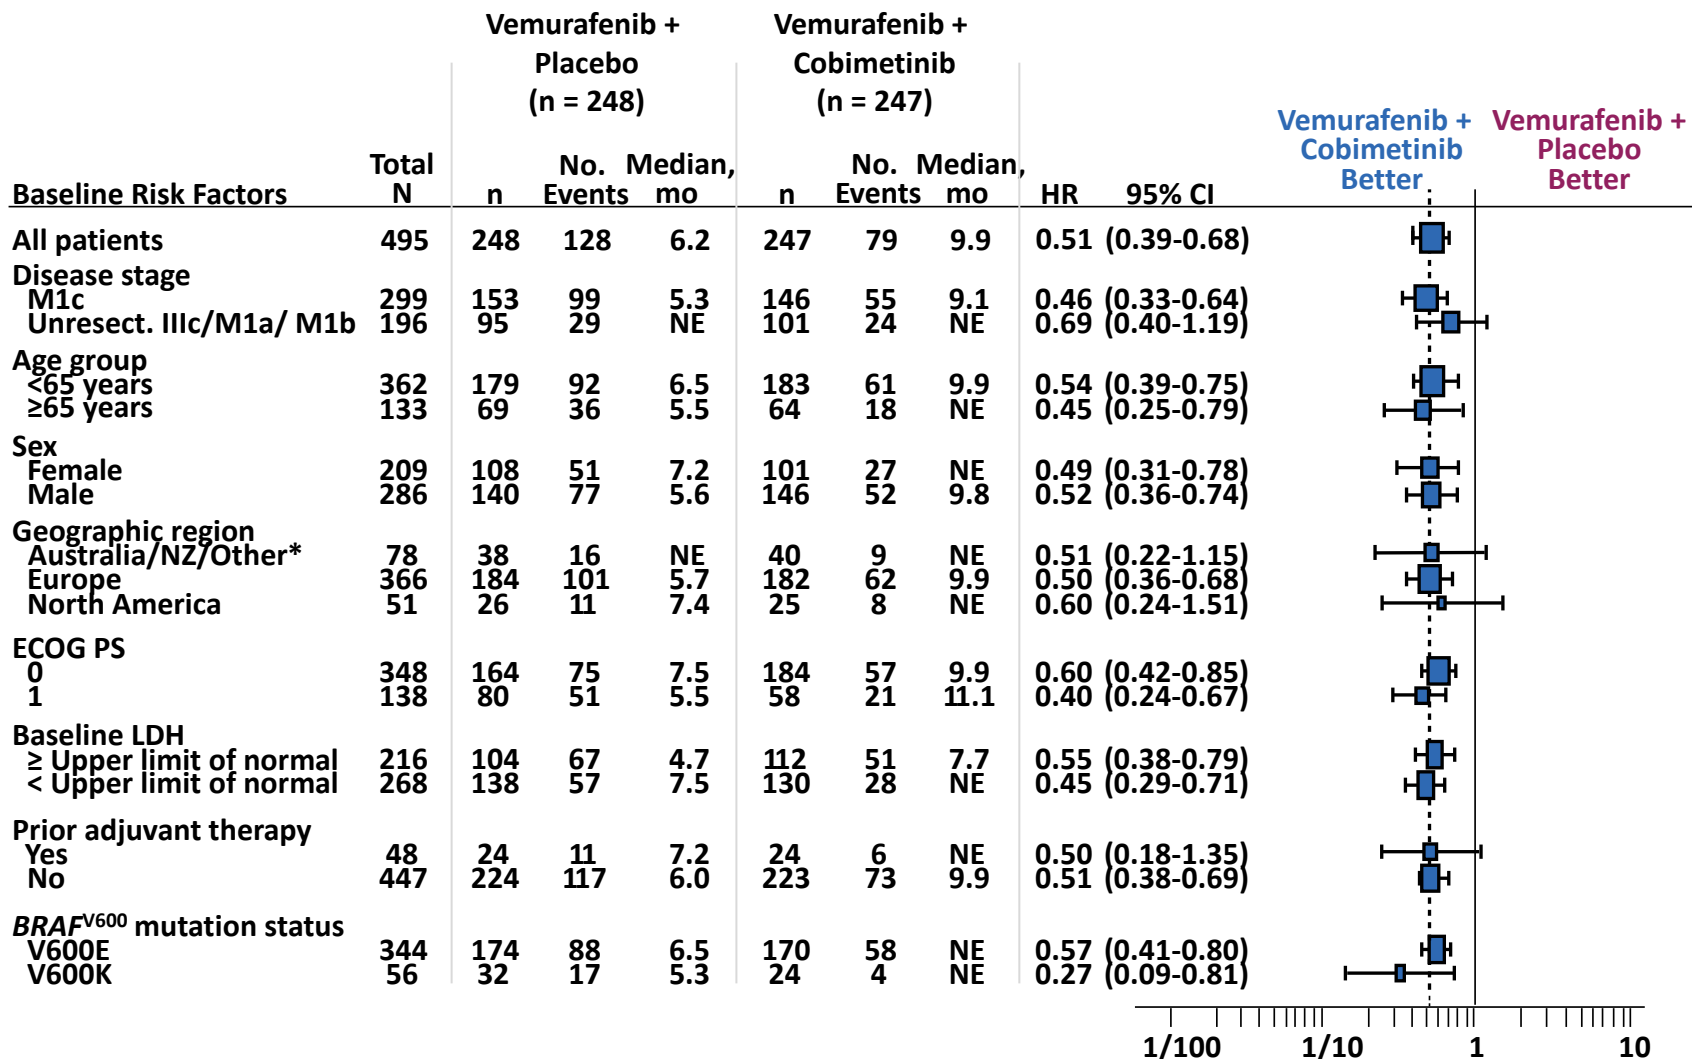 Vemurafenib + Placebo (n = 248) Vemurafenib + Cobimetinib (n = 247)
Vemurafenib + Cobimetinib Better Vemurafenib + Placebo Better
Baseline Risk Factors Total N n No. Events Median, mo n No. Events Median, mo HR 95% CI
All patients 495 248 128 6.2 247 79 9.9 0.51 (0.39-0.68)
Disease stage
M1c 299 153 99 5.3 146 55 9.1 0.46 (0.33-0.64)
Unresect. IIIc/M1a/ M1b 196 95 29 NE 101 24 NE 0.69 (0.40-1.19)
Age group
<65 years 362 179 92 6.5 183 61 9.9 0.54 (0.39-0.75)
≥65 years 133 69 36 5.5 64 18 NE 0.45 (0.25-0.79)
Sex
Female 209 108 51 7.2 101 27 NE 0.49 (0.31-0.78)
Male 286 140 77 5.6 146 52 9.8 0.52 (0.36-0.74)
Geographic region
Australia/NZ/Other* 78 38 16 NE 40 9 NE 0.51 (0.22-1.15)
Europe 366 184 101 5.7 182 62 9.9 0.50 (0.36-0.68)
North America 51 26 11 7.4 25 8 NE 0.60 (0.24-1.51)
ECOG PS
0 348 164 75 7.5 184 57 9.9 0.60 (0.42-0.85)
1 138 80 51 5.5 58 21 11.1 0.40 (0.24-0.67)
Baseline LDH
≥ Upper limit of normal 216 104 67 4.7 112 51 7.7 0.55 (0.38-0.79)
< Upper limit of normal 268 138 57 7.5 130 28 NE 0.45 (0.29-0.71)
Prior adjuvant therapy
Yes 48 24 11 7.2 24 6 NE 0.50 (0.18-1.35)
No 447 224 117 6.0 223 73 9.9 0.51 (0.38-0.69)
BRAFV600 mutation status
V600E 344 174 88 6.5 170 58 NE 0.57 (0.41-0.80)
V600K 56 32 17 5.3 24 4 NE 0.27 (0.09-0.81)
1/100 1/10 1 10